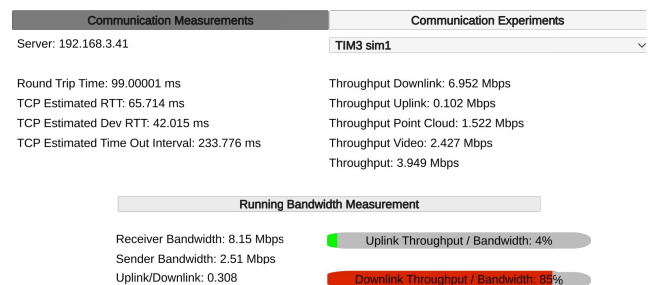 Communication Measurements
Communication Experiments
Server: 192.168.3.41
TIM3 sim1
Round Trip Time: 99.00001 ms
TCP Estimated RTT: 65.714 ms
TCP Estimated Dev RTT: 42.015 ms
TCP Estimated Time Out Interval: 233.776 ms
Throughput Downlink: 6.952 Mbps
Throughput Uplink: 0.102 Mbps
Throughput Point Cloud: 1.522 Mbps
Throughput Video: 2.427 Mbps
Throughput: 3.949 Mbps
Running Bandwidth Measurement
Receiver Bandwidth: 8.15 Mbps
Sender Bandwidth: 2.51 Mbps
Uplink/Downlink: 0.308
Uplink Throughput / Bandwidth: 4%
Downlink Throughput / Bandwidth: 85%